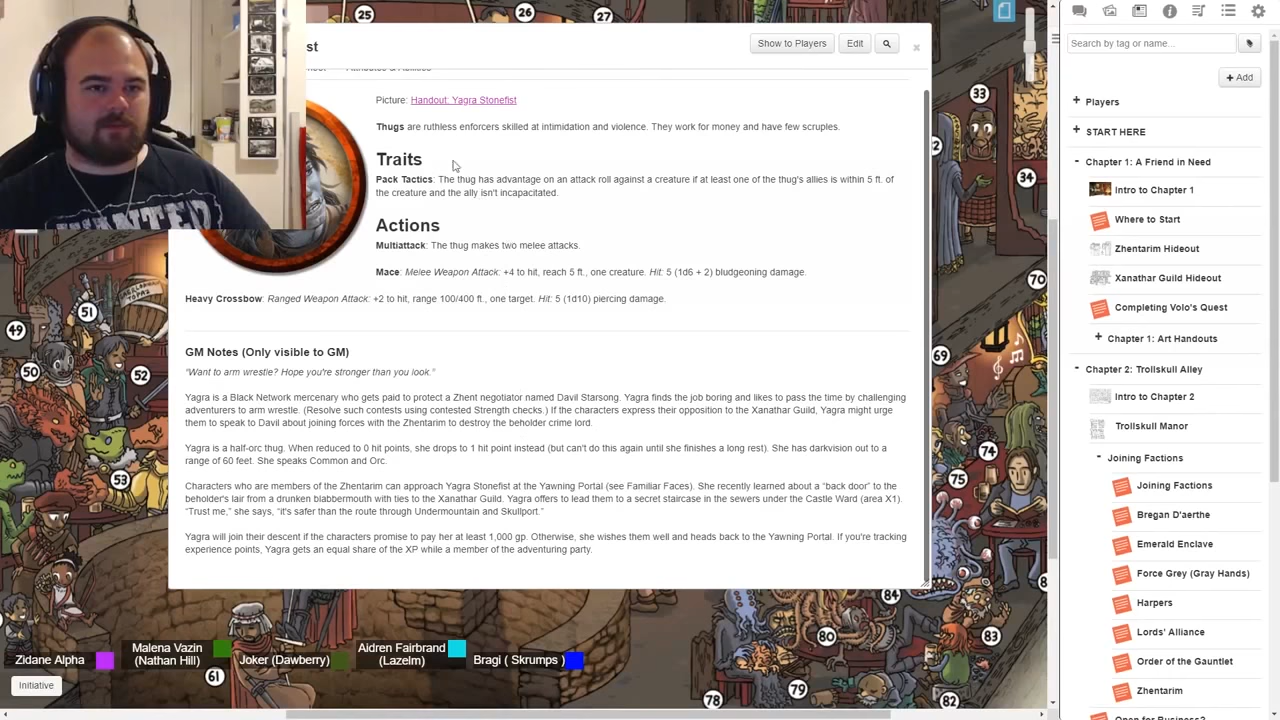 25
26
27
st
Show to Players
Edit
Search by tag or name...
+ Add
Players
START HERE
Chapter 1: A Friend in Need
Intro to Chapter 1
Where to Start
Zhentarim Hideout
Xanathar Guild Hideout
Completing Volo's Quest
Chapter 1: Art Handouts
Chapter 2: Trollskull Alley
Intro to Chapter 2
Trollskull Manor
Joining Factions
Joining Factions
Bregan D'aerthe
Emerald Enclave
Force Grey (Gray Hands)
Harpers
Lords' Alliance
Order of the Gauntlet
Zhentarim
Open for Business?
Picture: Handout: Yagra Stonefist
Thugs are ruthless enforcers skilled at intimidation and violence. They work for money and have few scruples.
Traits
Pack Tactics: The thug has advantage on an attack roll against a creature if at least one of the thug's allies is within 5 ft. of
the creature and the ally isn't incapacitated.
Actions
Multiattack: The thug makes two melee attacks.
Mace: Melee Weapon Attack: +4 to hit, reach 5 ft., one creature. Hit: 5 (1d6 + 2) bludgeoning damage.
Heavy Crossbow: Ranged Weapon Attack: +2 to hit, range 100/400 ft., one target. Hit: 5 (1d10) piercing damage.
GM Notes (Only visible to GM)
"Want to arm wrestle? Hope you're stronger than you look."
Yagra is a Black Network mercenary who gets paid to protect a Zhent negotiator named Davil Starsong. Yagra finds the job boring and likes to pass the time by challenging
adventurers to arm wrestle. (Resolve such contests using contested Strength checks.) If the characters express their opposition to the Xanathar Guild, Yagra might urge
them to speak to Davil about joining forces with the Zhentarim to destroy the beholder crime lord.
Yagra is a half-orc thug. When reduced to 0 hit points, she drops to 1 hit point instead (but can't do this again until she finishes a long rest). She has darkvision out to a
range of 60 feet. She speaks Common and Orc.
Characters who are members of the Zhentarim can approach Yagra Stonefist at the Yawning Portal (see Familiar Faces). She recently learned about a "back door" to the
beholder's lair from a drunken blabbermouth with ties to the Xanathar Guild. Yagra offers to lead them to a secret staircase in the sewers under the Castle Ward (area X1).
"Trust me," she says, "it's safer than the route through Undermountain and Skullport."
Yagra will join their descent if the characters promise to pay her at least 1,000 gp. Otherwise, she wishes them well and heads back to the Yawning Portal. If you're tracking
experience points, Yagra gets an equal share of the XP while a member of the adventuring party.
WANTED
33
34
70
69
74
75
84
83
82
80
79
78
61
49
50
51
52
53
Zidane Alpha
Malena Vazin
(Nathan Hill)
Joker (Dawberry)
Aidren Fairbrand
(Lazelm)
Bragi ( Skrumps )
Initiative